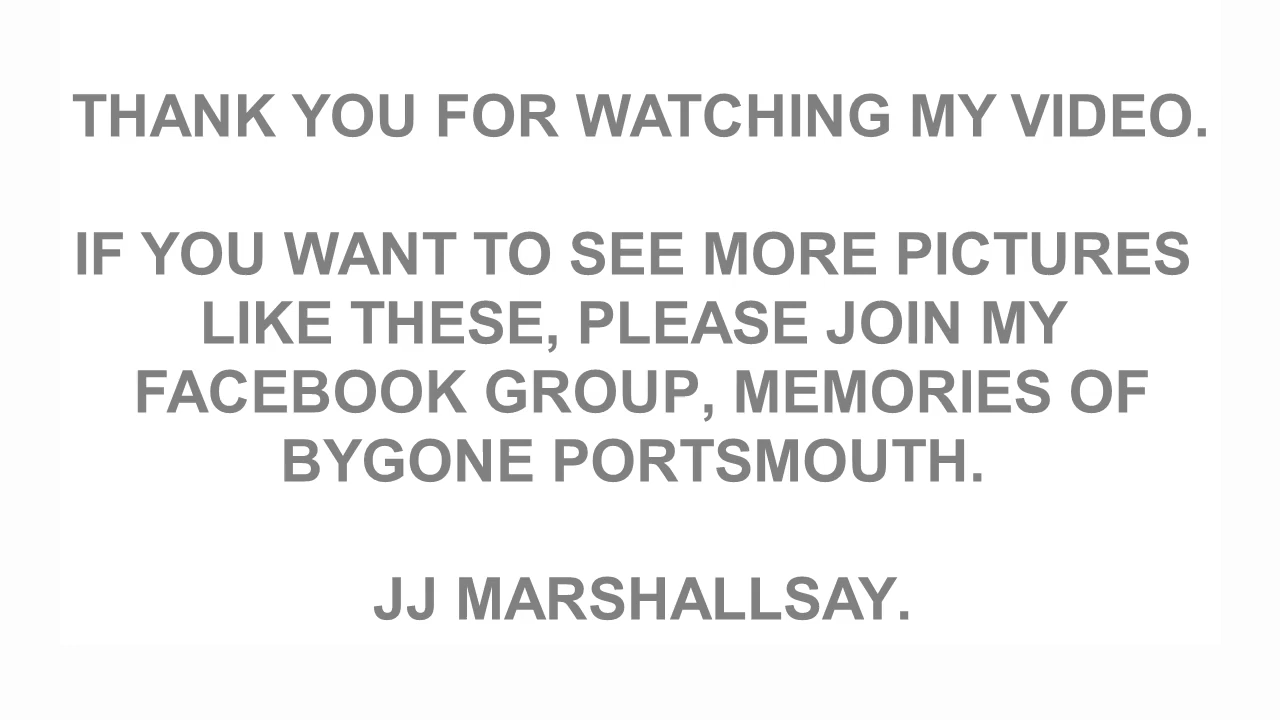 THANK YOU FOR WATCHING MY VIDEO.
IF YOU WANT TO SEE MORE PICTURES
LIKE THESE, PLEASE JOIN MY
FACEBOOK GROUP, MEMORIES OF
BYGONE PORTSMOUTH.
JJ MARSHALLSAY.